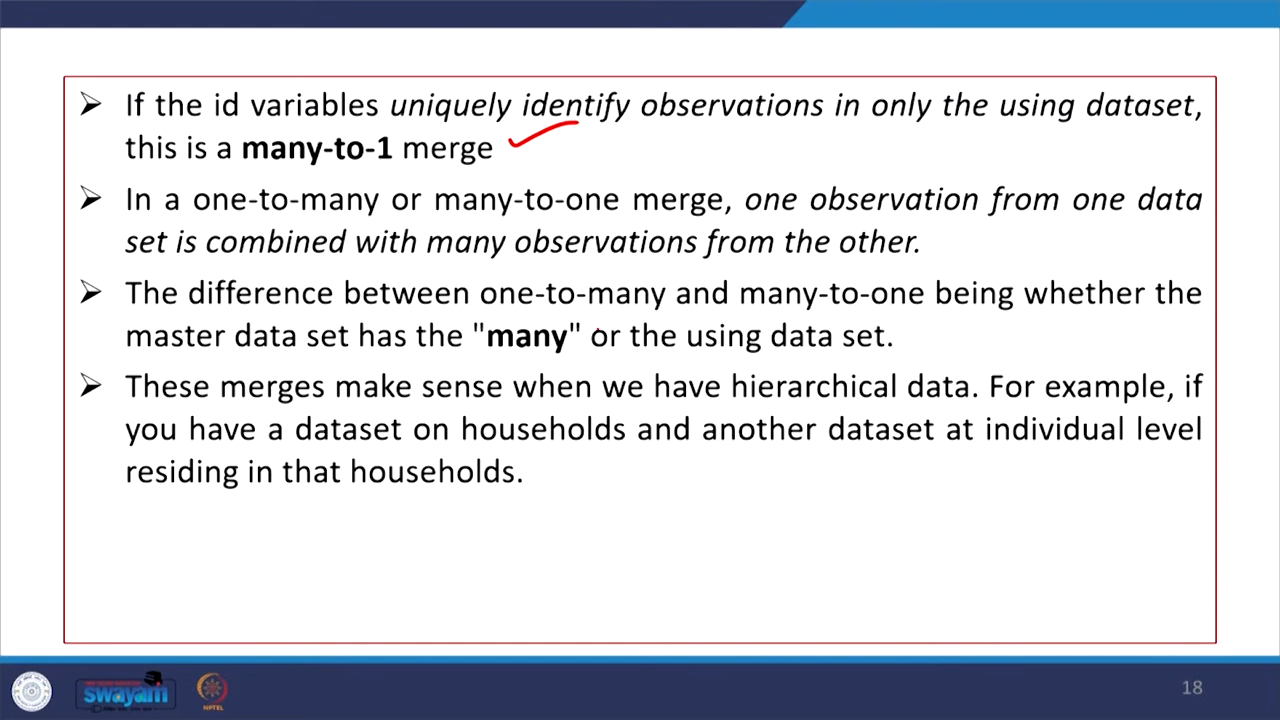 ➢ If the id variables uniquely identify observations in only the using dataset,
this is a many-to-1 merge
➢ In a one-to-many or many-to-one merge, one observation from one data
set is combined with many observations from the other.
➢ The difference between one-to-many and many-to-one being whether the
master data set has the "many" or the using data set.
➢ These merges make sense when we have hierarchical data. For example, if
you have a dataset on households and another dataset at individual level
residing in that households.
swayam
NPTEL
18